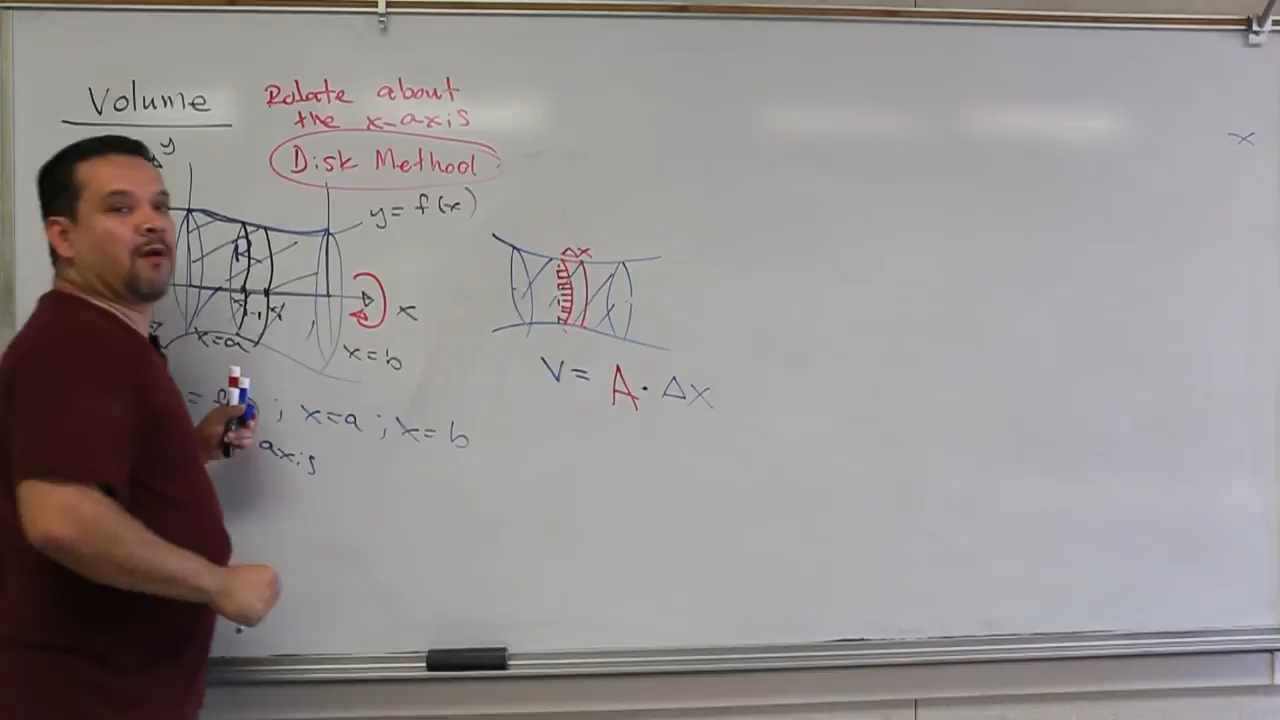 Volume
Rotate about
the x-axis
Disk Method
y
y = f(x)
R
x
x=a
x=b
Δx
V = A · Δx
= f ; x=a ; x=b
axis
x